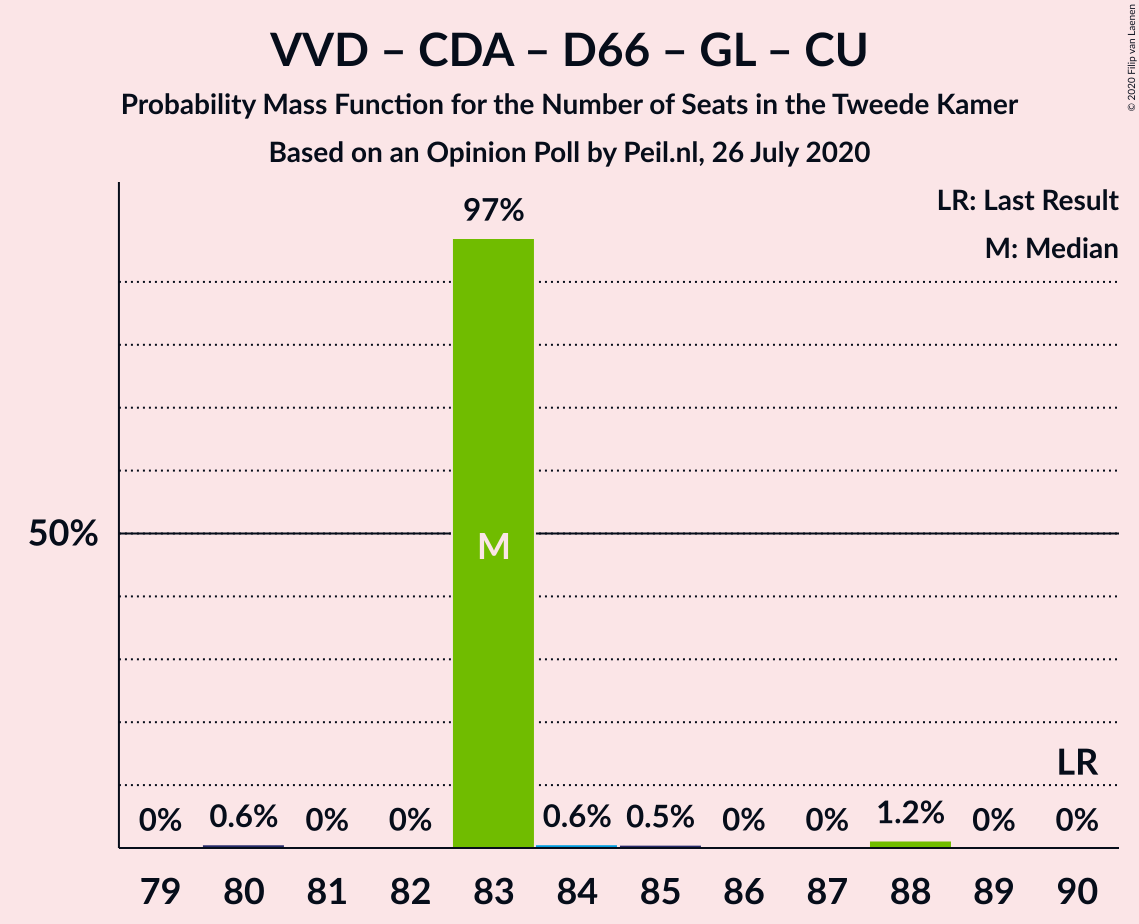 VVD – CDA – D66 – GL – CU
Probability Mass Function for the Number of Seats in the Tweede Kamer
Based on an Opinion Poll by Peil.nl, 26 July 2020
© 2020 Filip van Laenen
LR: Last Result
M: Median
97%
50%
M
LR
0% 0.6% 0% 0% 0.6% 0.5% 0% 0% 1.2% 0% 0%
79 80 81 82 83 84 85 86 87 88 89 90